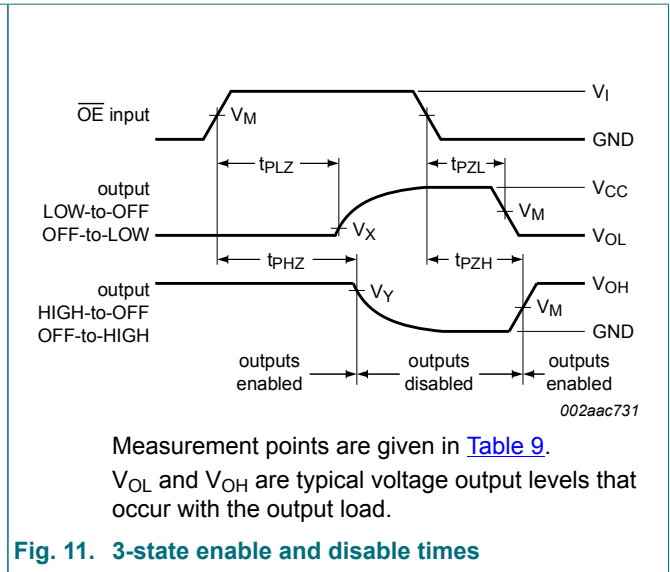 V_I
OE input
V_M
GND
t_PLZ
t_PZL
output
LOW-to-OFF
OFF-to-LOW
V_CC
V_M
V_X
V_OL
t_PHZ
t_PZH
output
HIGH-to-OFF
OFF-to-HIGH
V_OH
V_Y
V_M
GND
outputs
enabled
outputs
disabled
outputs
enabled
002aac731
Measurement points are given in Table 9.
V_OL and V_OH are typical voltage output levels that
occur with the output load.
Fig. 11. 3-state enable and disable times